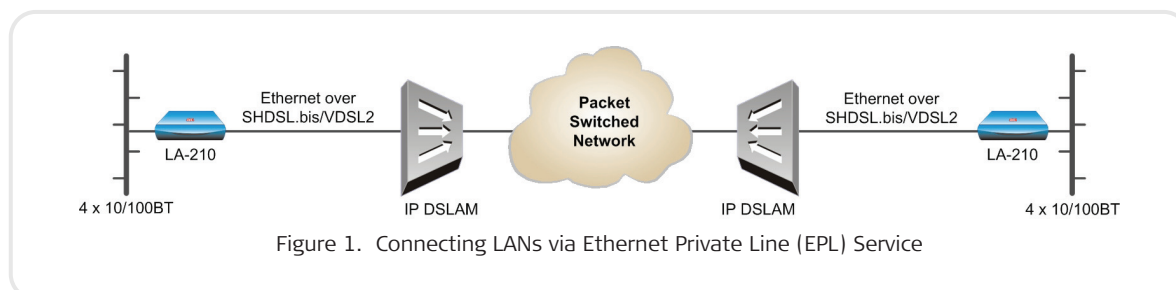 Ethernet over
SHDSL.bis/VDSL2
LA-210
4 x 10/100BT
IP DSLAM
Packet
Switched
Network
IP DSLAM
Ethernet over
SHDSL.bis/VDSL2
LA-210
4 x 10/100BT
Figure 1. Connecting LANs via Ethernet Private Line (EPL) Service